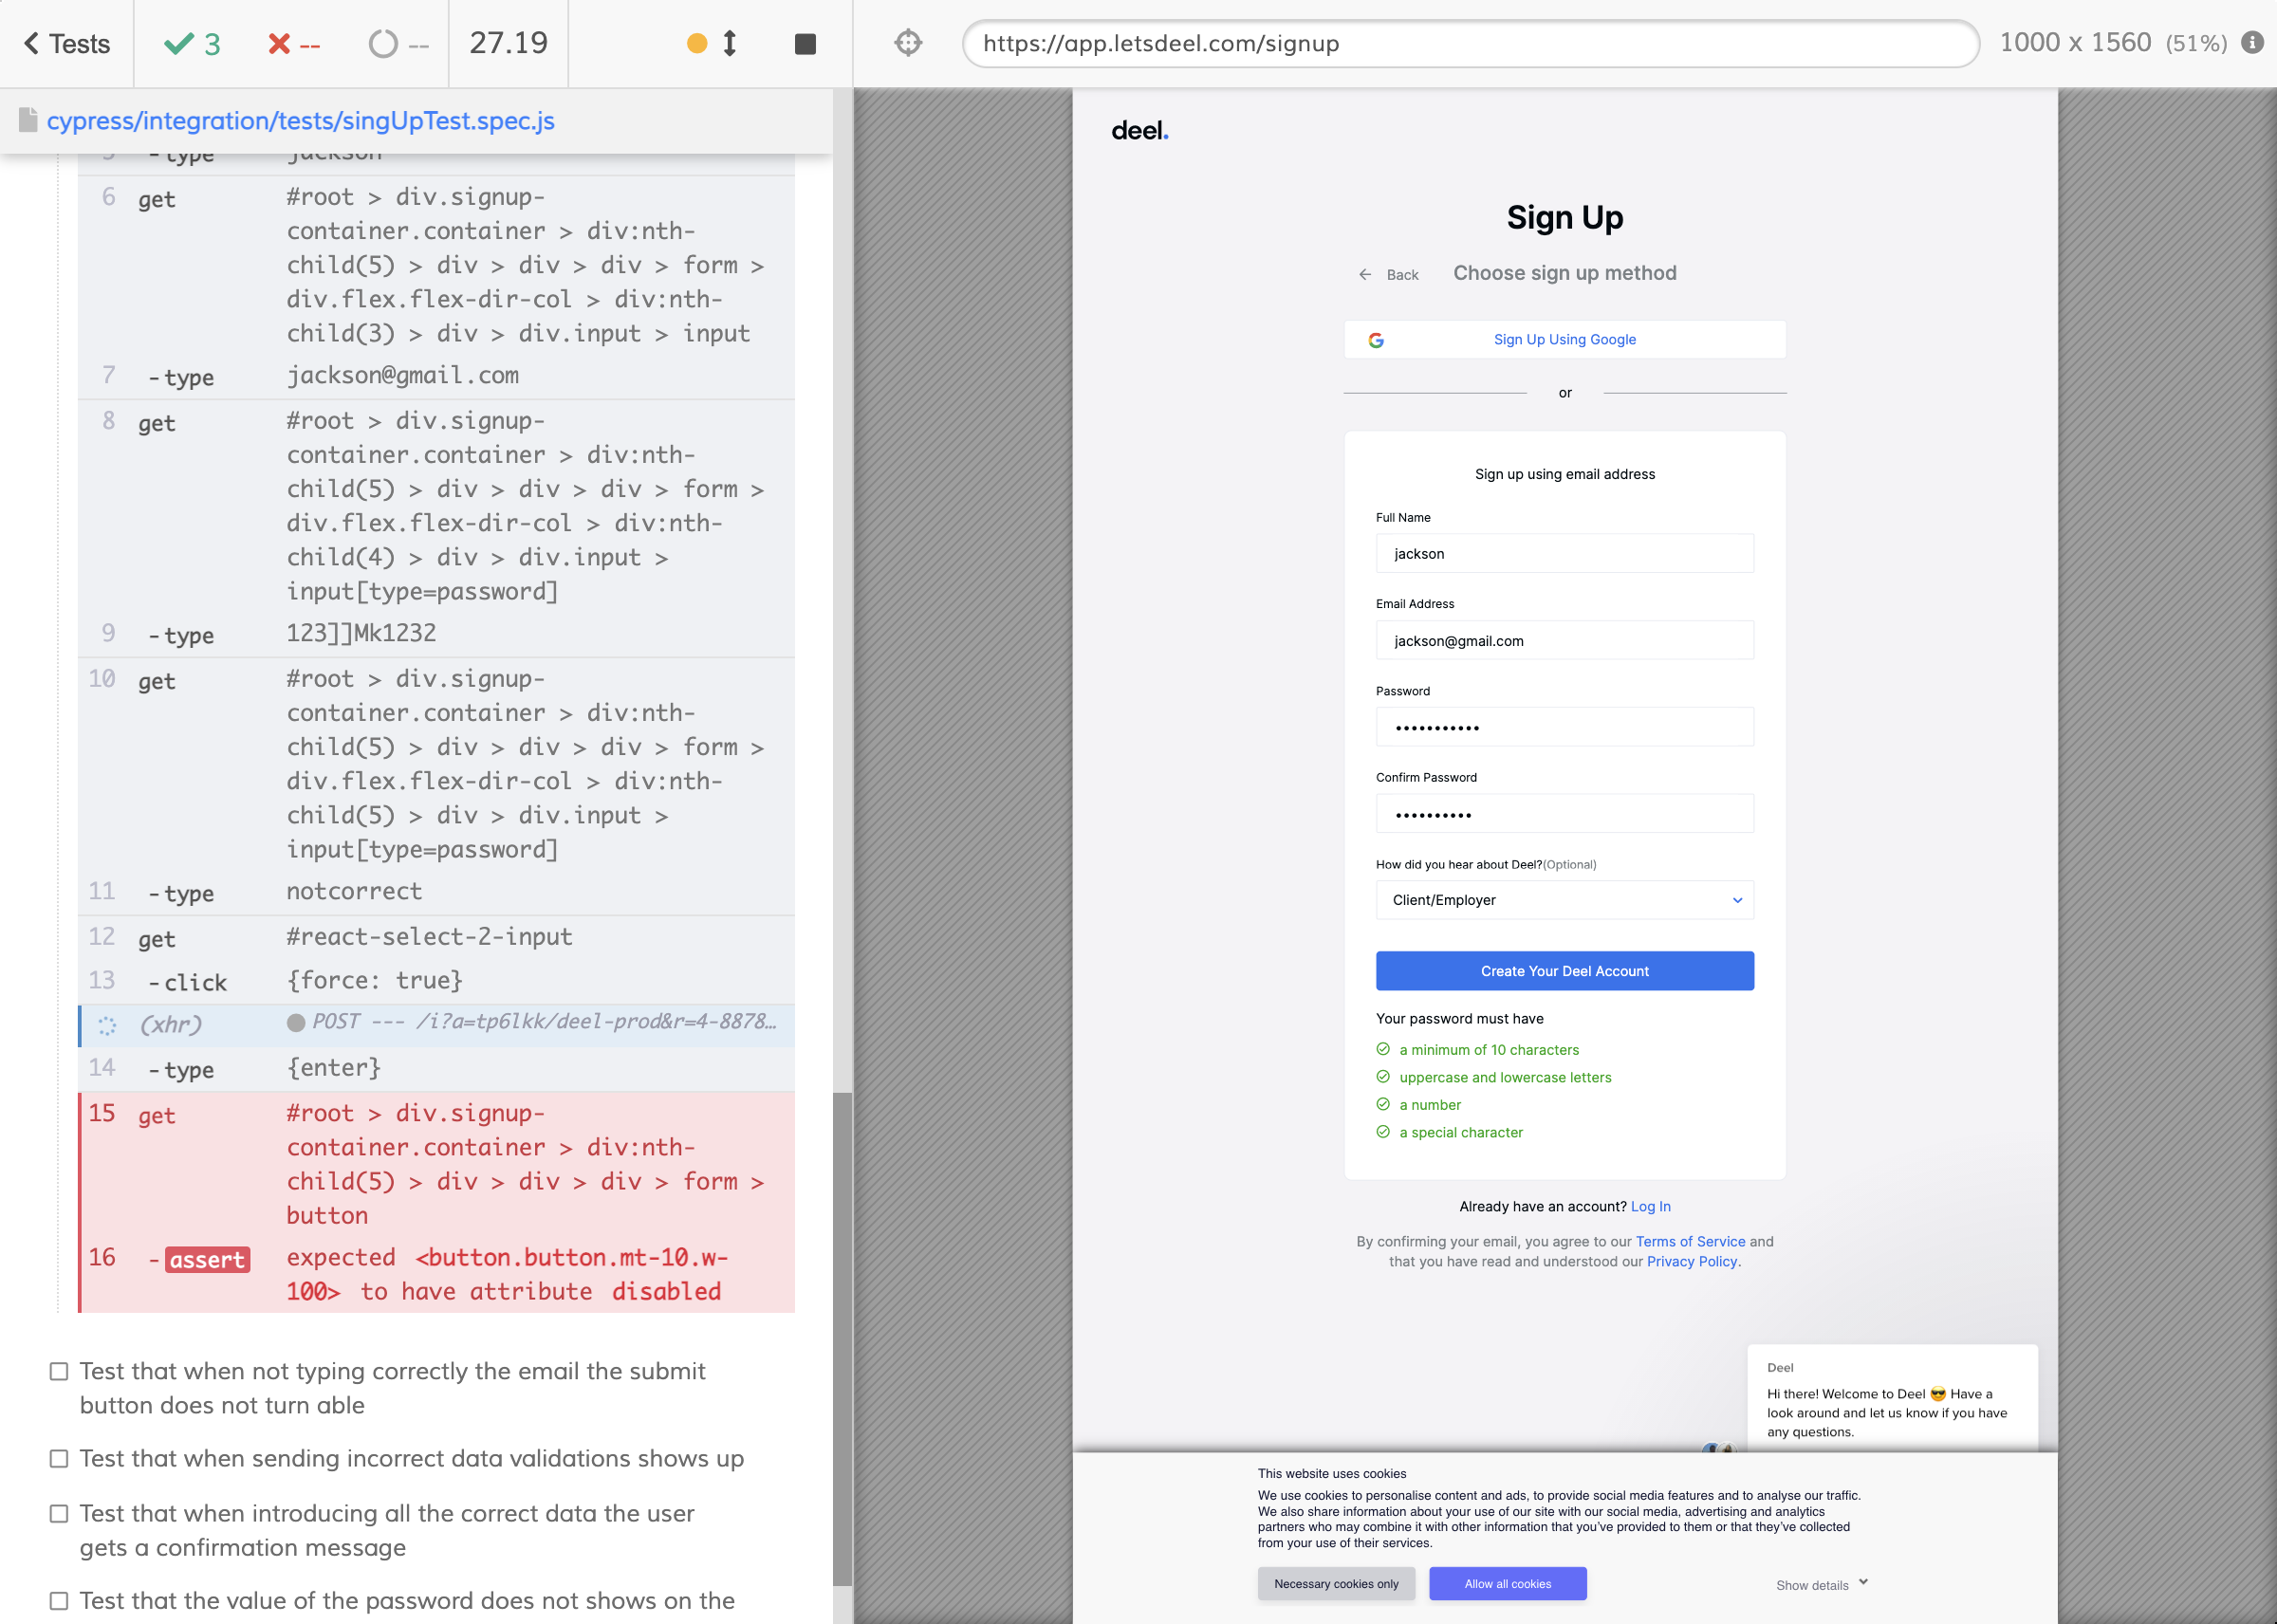 Tests
3
--
--
27.19
https://app.letsdeel.com/signup
1000 x 1560 (51%)
cypress/integration/tests/singUpTest.spec.js
5 -type jackson
6 get #root > div.signup-
container.container > div:nth-
child(5) > div > div > div > form >
div.flex.flex-dir-col > div:nth-
child(3) > div > div.input > input
7 -type jackson@gmail.com
8 get #root > div.signup-
container.container > div:nth-
child(5) > div > div > div > form >
div.flex.flex-dir-col > div:nth-
child(4) > div > div.input >
input[type=password]
9 -type 123]]Mk1232
10 get #root > div.signup-
container.container > div:nth-
child(5) > div > div > div > form >
div.flex.flex-dir-col > div:nth-
child(5) > div > div.input >
input[type=password]
11 -type notcorrect
12 get #react-select-2-input
13 -click {force: true}
(xhr) POST --- /i?a=tp6lkk/deel-prod&r=4-8878…
14 -type {enter}
15 get #root > div.signup-
container.container > div:nth-
child(5) > div > div > div > form >
button
16 -assert expected <button.button.mt-10.w-
100> to have attribute disabled
Test that when not typing correctly the email the submit
button does not turn able
Test that when sending incorrect data validations shows up
Test that when introducing all the correct data the user
gets a confirmation message
Test that the value of the password does not shows on the
deel.
Sign Up
Back
Choose sign up method
Sign Up Using Google
or
Sign up using email address
Full Name
jackson
Email Address
jackson@gmail.com
Password
•••••••••••
Confirm Password
••••••••••
How did you hear about Deel?(Optional)
Client/Employer
Create Your Deel Account
Your password must have
a minimum of 10 characters
uppercase and lowercase letters
a number
a special character
Already have an account? Log In
By confirming your email, you agree to our Terms of Service and
that you have read and understood our Privacy Policy.
Deel
Hi there! Welcome to Deel 😎 Have a
look around and let us know if you have
any questions.
This website uses cookies
We use cookies to personalise content and ads, to provide social media features and to analyse our traffic.
We also share information about your use of our site with our social media, advertising and analytics
partners who may combine it with other information that you've provided to them or that they've collected
from your use of their services.
Necessary cookies only
Allow all cookies
Show details